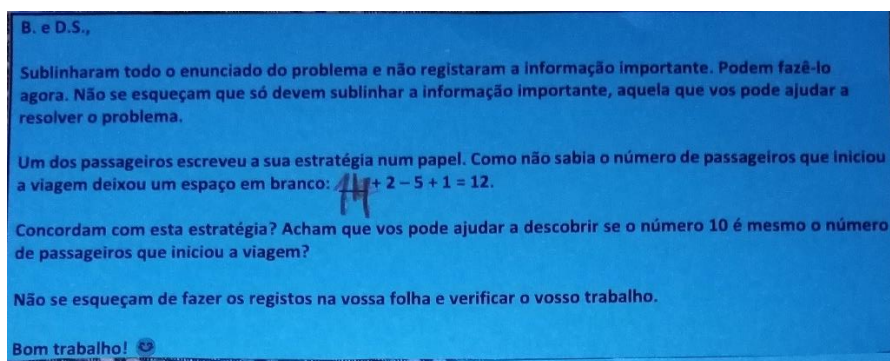 B. e D.S.,
Sublinharam todo o enunciado do problema e não registaram a informação importante. Podem fazê-lo
agora. Não se esqueçam que só devem sublinhar a informação importante, aquela que vos pode ajudar a
resolver o problema.
Um dos passageiros escreveu a sua estratégia num papel. Como não sabia o número de passageiros que iniciou
a viagem deixou um espaço em branco: 14 + 2 – 5 + 1 = 12.
Concordam com esta estratégia? Acham que vos pode ajudar a descobrir se o número 10 é mesmo o número
de passageiros que iniciou a viagem?
Não se esqueçam de fazer os registos na vossa folha e verificar o vosso trabalho.
Bom trabalho! ☺